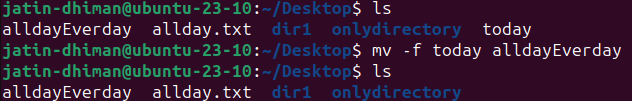 jatin-dhiman@ubuntu-23-10:~/Desktop$ ls
alldayEverday  allday.txt  dir1  onlydirectory  today
jatin-dhiman@ubuntu-23-10:~/Desktop$ mv -f today alldayEverday
jatin-dhiman@ubuntu-23-10:~/Desktop$ ls
alldayEverday  allday.txt  dir1  onlydirectory